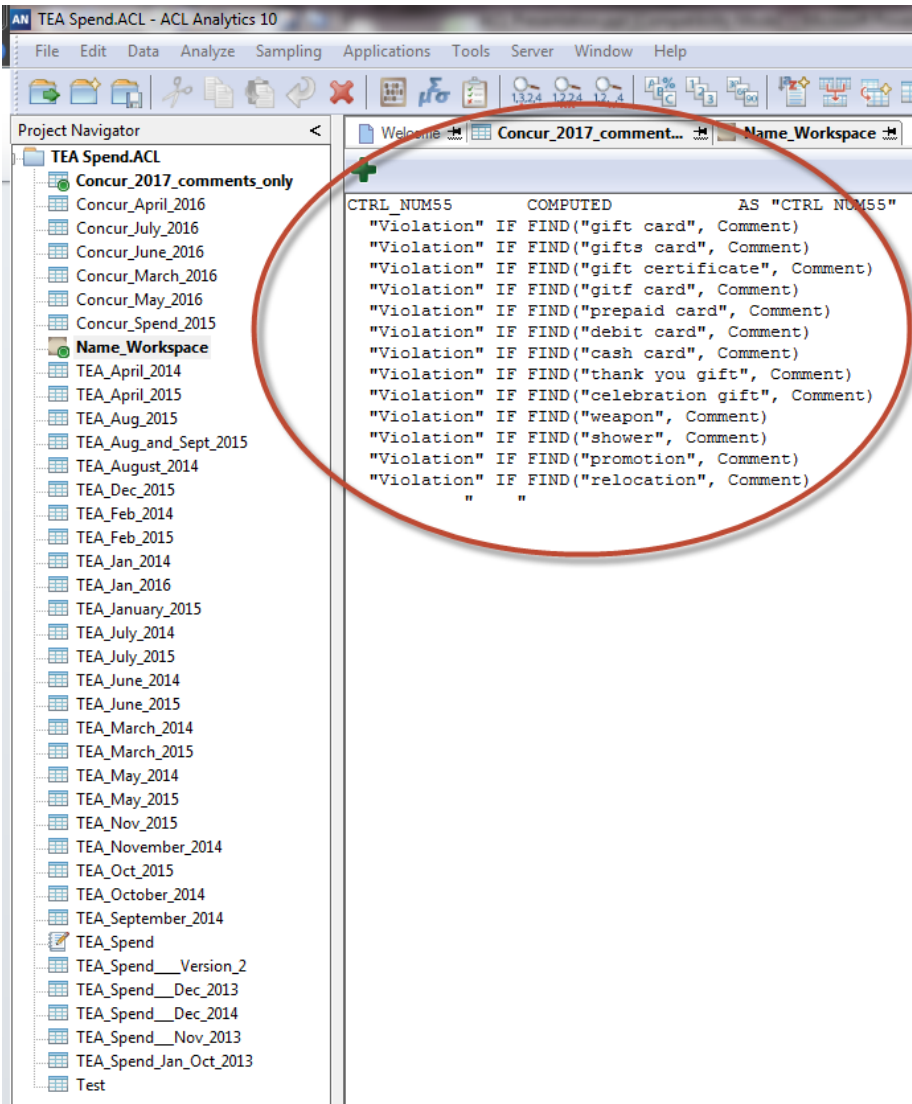 AN TEA Spend.ACL - ACL Analytics 10
File Edit Data Analyze Sampling Applications Tools Server Window Help
Project Navigator <
Welcome Concur_2017_comment... Name_Workspace
TEA Spend.ACL
Concur_2017_comments_only
Concur_April_2016
Concur_July_2016
Concur_June_2016
Concur_March_2016
Concur_May_2016
Concur_Spend_2015
Name_Workspace
TEA_April_2014
TEA_April_2015
TEA_Aug_2015
TEA_Aug_and_Sept_2015
TEA_August_2014
TEA_Dec_2015
TEA_Feb_2014
TEA_Feb_2015
TEA_Jan_2014
TEA_Jan_2016
TEA_January_2015
TEA_July_2014
TEA_July_2015
TEA_June_2014
TEA_June_2015
TEA_March_2014
TEA_March_2015
TEA_May_2014
TEA_May_2015
TEA_Nov_2015
TEA_November_2014
TEA_Oct_2015
TEA_October_2014
TEA_September_2014
TEA_Spend
TEA_Spend___Version_2
TEA_Spend__Dec_2013
TEA_Spend__Dec_2014
TEA_Spend__Nov_2013
TEA_Spend_Jan_Oct_2013
Test
CTRL_NUM55 COMPUTED AS "CTRL NUM55"
"Violation" IF FIND("gift card", Comment)
"Violation" IF FIND("gifts card", Comment)
"Violation" IF FIND("gift certificate", Comment)
"Violation" IF FIND("gitf card", Comment)
"Violation" IF FIND("prepaid card", Comment)
"Violation" IF FIND("debit card", Comment)
"Violation" IF FIND("cash card", Comment)
"Violation" IF FIND("thank you gift", Comment)
"Violation" IF FIND("celebration gift", Comment)
"Violation" IF FIND("weapon", Comment)
"Violation" IF FIND("shower", Comment)
"Violation" IF FIND("promotion", Comment)
"Violation" IF FIND("relocation", Comment)
" "